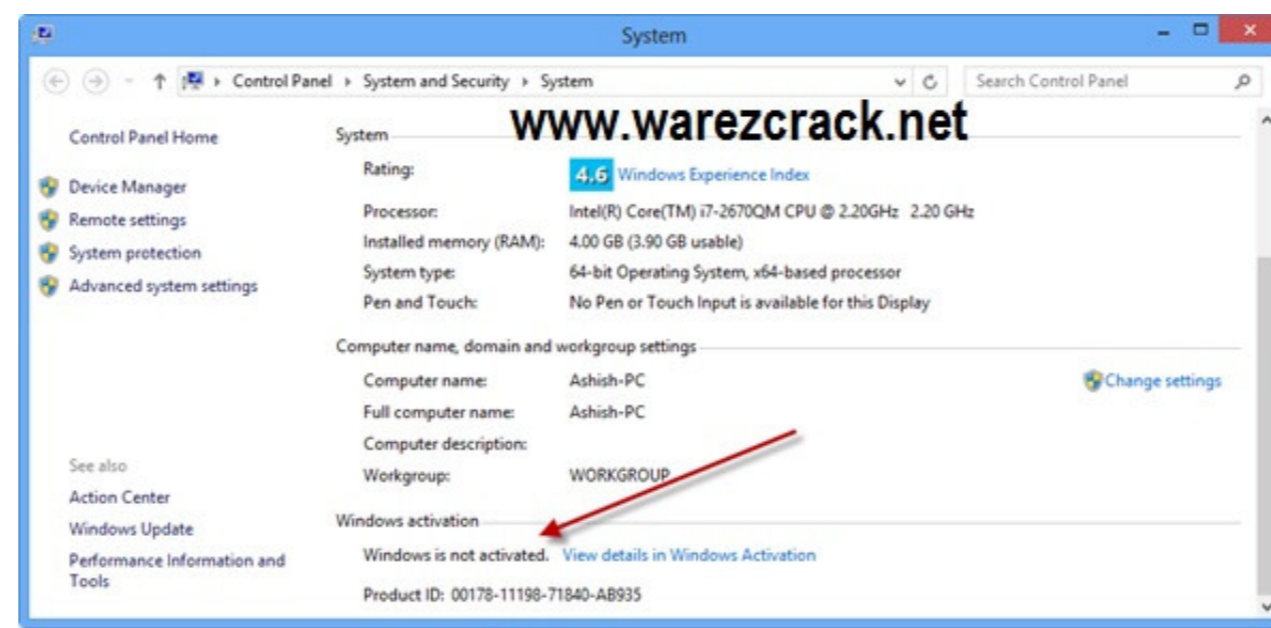 System
Control Panel System and Security System
Search Control Panel
www.warezcrack.net
Control Panel Home
Device Manager
Remote settings
System protection
Advanced system settings
See also
Action Center
Windows Update
Performance Information and
Tools
System
Rating: 4.6 Windows Experience Index
Processor: Intel(R) Core(TM) i7-2670QM CPU @ 2.20GHz 2.20 GHz
Installed memory (RAM): 4.00 GB (3.90 GB usable)
System type: 64-bit Operating System, x64-based processor
Pen and Touch: No Pen or Touch Input is available for this Display
Computer name, domain and workgroup settings
Computer name: Ashish-PC
Change settings
Full computer name: Ashish-PC
Computer description:
Workgroup: WORKGROUP
Windows activation
Windows is not activated. View details in Windows Activation
Product ID: 00178-11198-71840-AB935